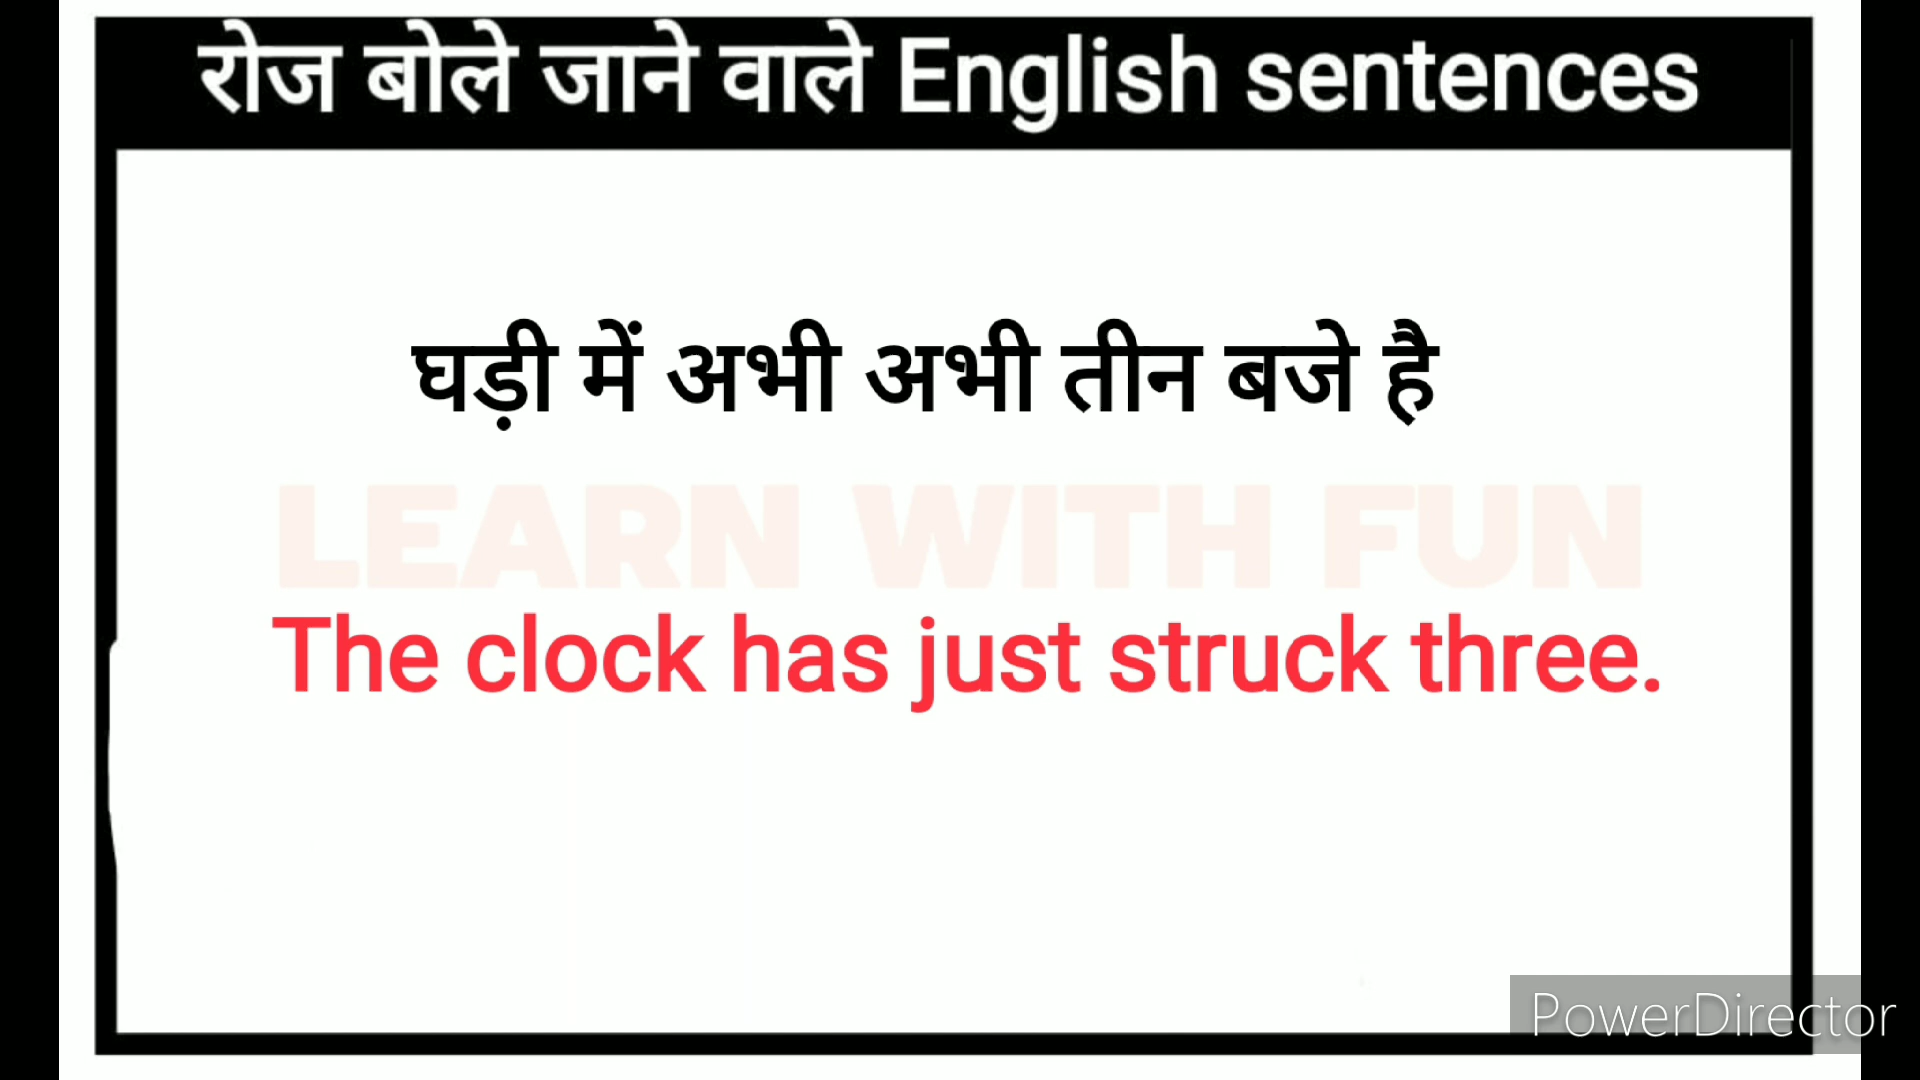 रोज बोले जाने वाले English sentences
घड़ी में अभी अभी तीन बजे है
LEARN WITH FUN
The clock has just struck three.
PowerDirector